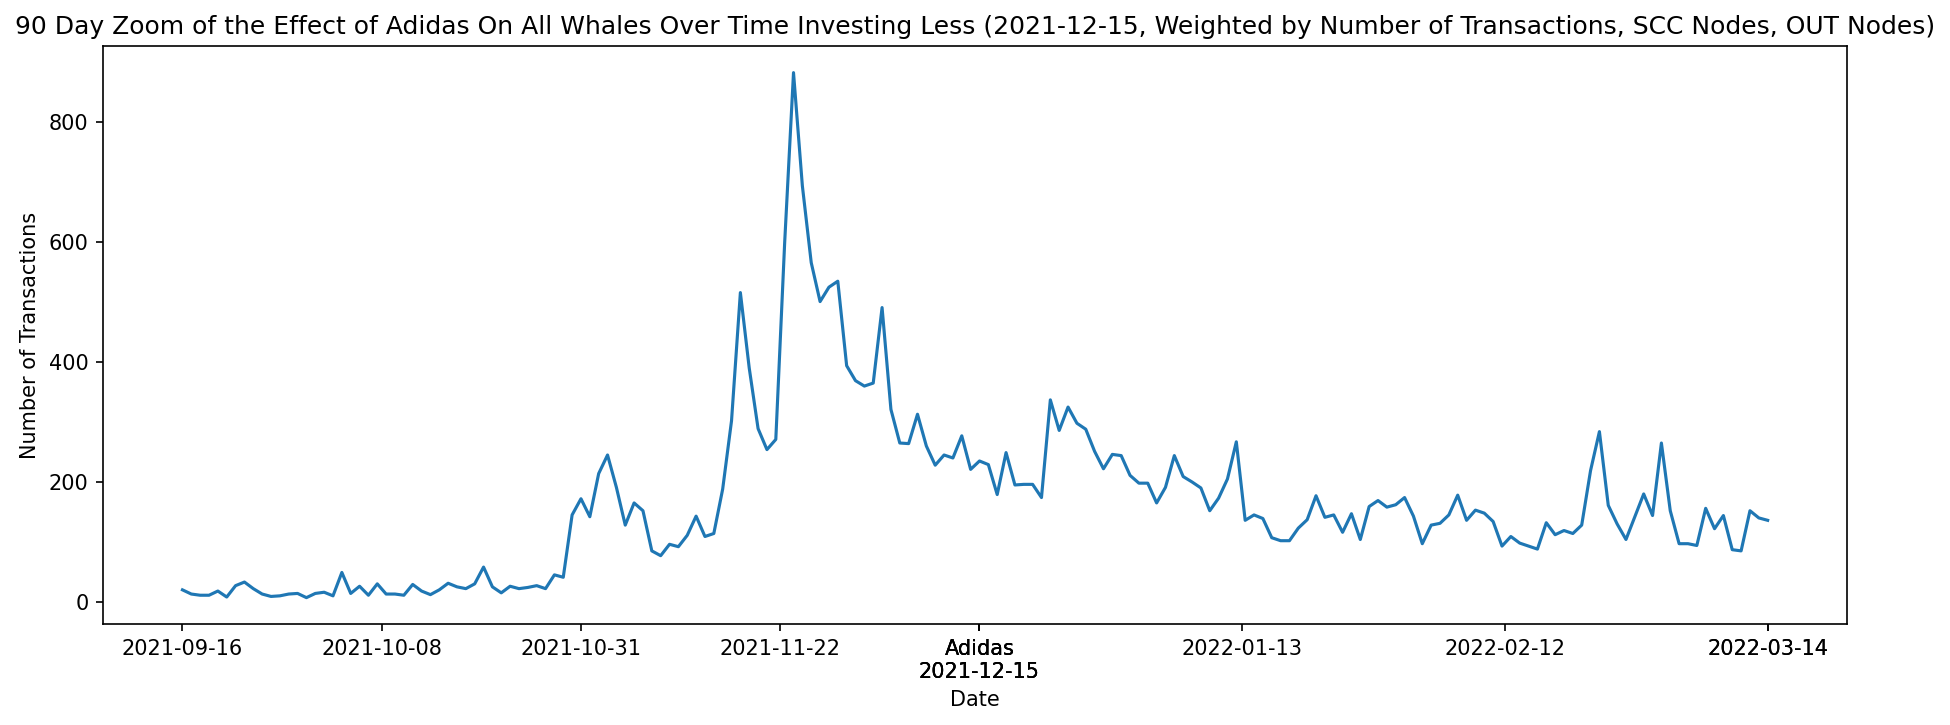 90 Day Zoom of the Effect of Adidas On All Whales Over Time Investing Less (2021-12-15, Weighted by Number of Transactions, SCC Nodes, OUT Nodes)
Number of Transactions
800
600
400
200
0
2021-09-16 2021-10-08 2021-10-31 2021-11-22 Adidas 2022-01-13 2022-02-12 2022-03-14
2021-12-15
Date